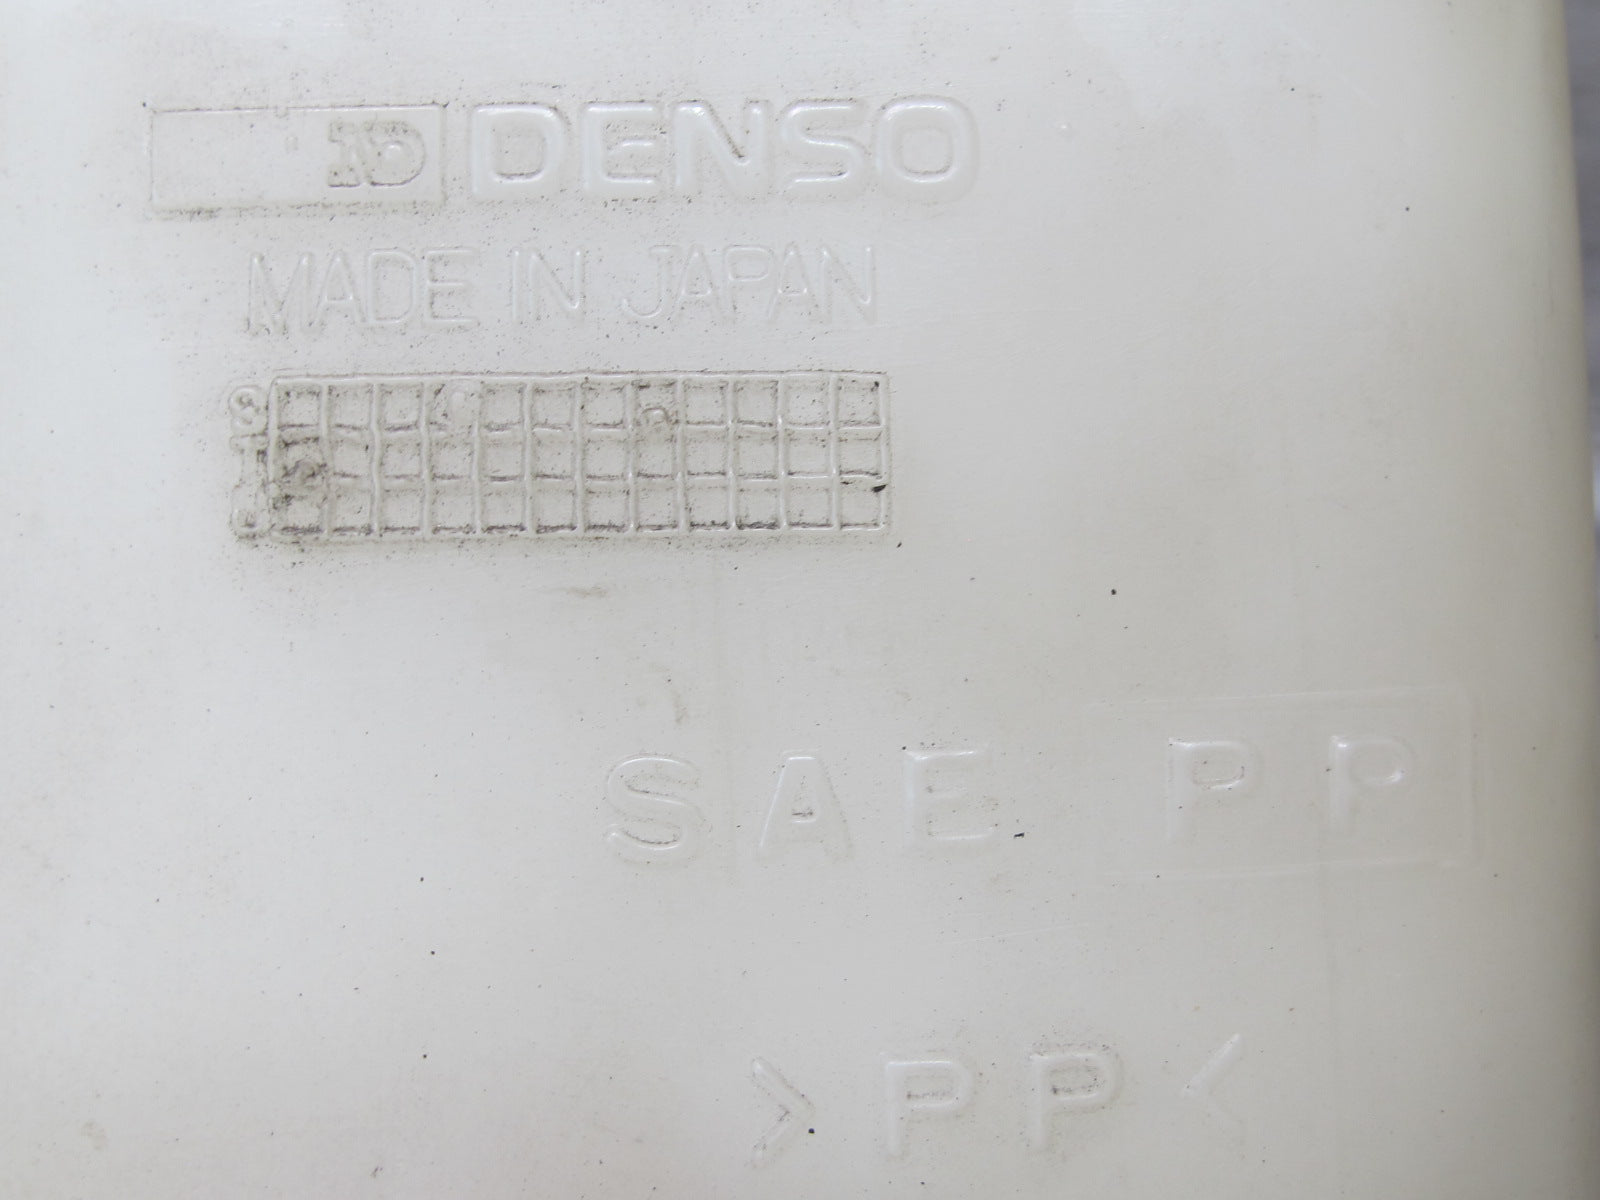 DENSO
MADE IN JAPAN
SAE PP
>PP<